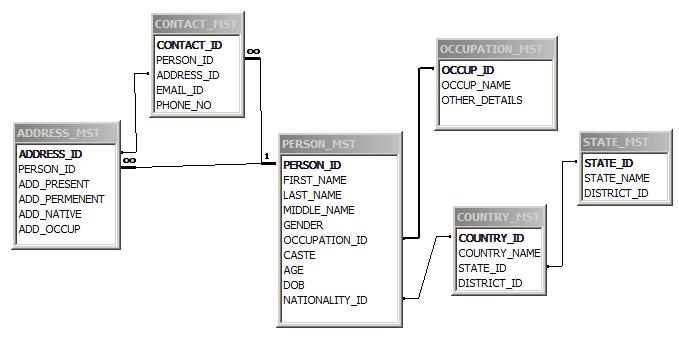 CONTACT_MST
CONTACT_ID
PERSON_ID
ADDRESS_ID
EMAIL_ID
PHONE_NO
∞
OCCUPATION_MST
OCCUP_ID
OCCUP_NAME
OTHER_DETAILS
ADDRESS_MST
ADDRESS_ID
PERSON_ID
ADD_PRESENT
ADD_PERMENENT
ADD_NATIVE
ADD_OCCUP
∞
1
PERSON_MST
PERSON_ID
FIRST_NAME
LAST_NAME
MIDDLE_NAME
GENDER
OCCUPATION_ID
CASTE
AGE
DOB
NATIONALITY_ID
STATE_MST
STATE_ID
STATE_NAME
DISTRICT_ID
COUNTRY_MST
COUNTRY_ID
COUNTRY_NAME
STATE_ID
DISTRICT_ID